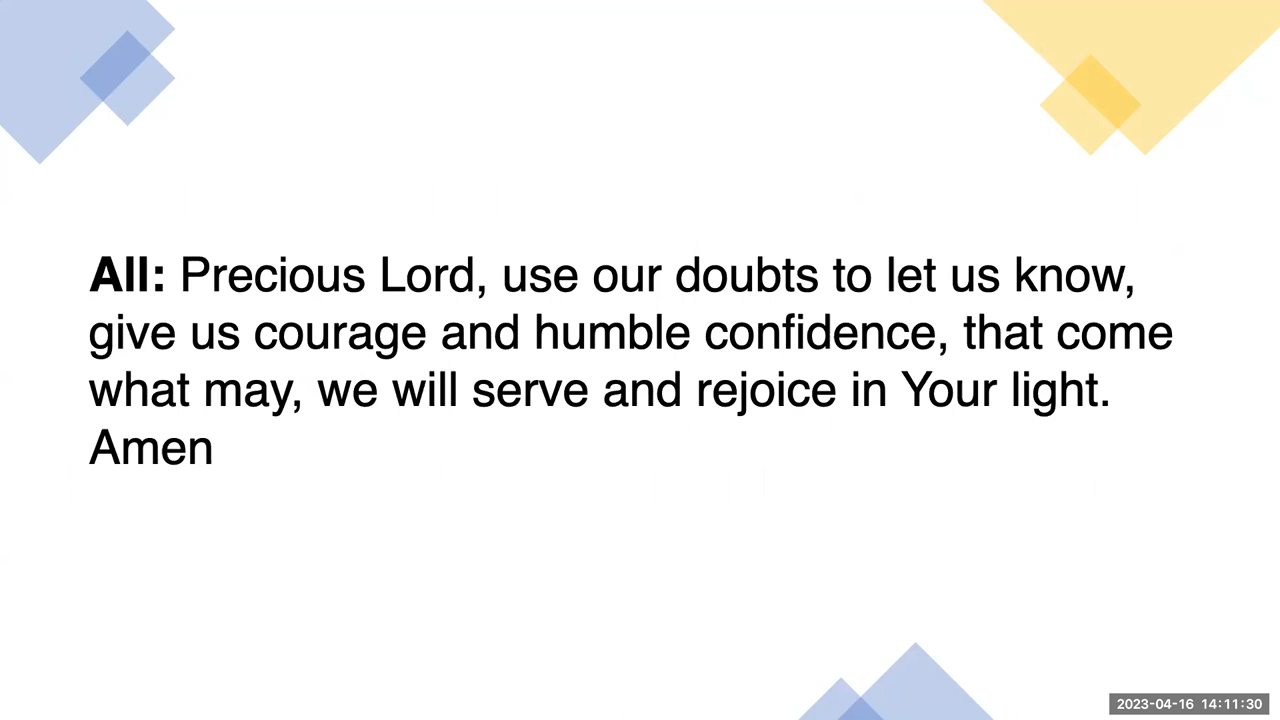 All: Precious Lord, use our doubts to let us know,
give us courage and humble confidence, that come
what may, we will serve and rejoice in Your light.
Amen
2023-04-16 14:11:30